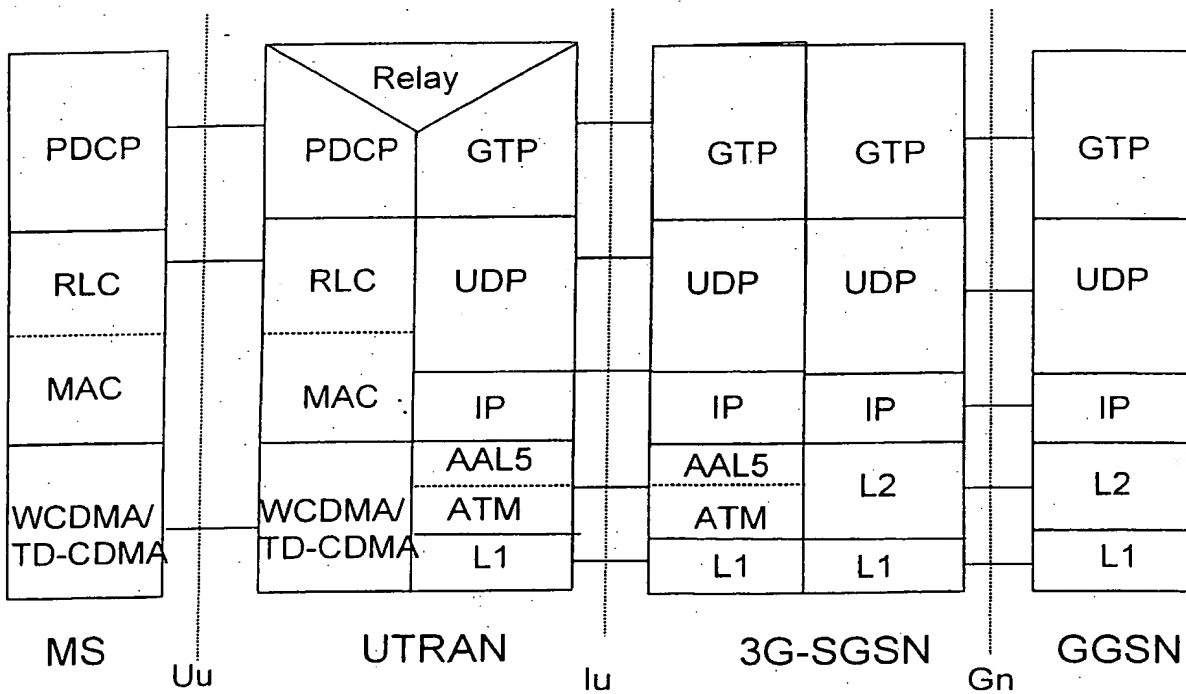 Relay
PDCP
PDCP
GTP
GTP
GTP
GTP
RLC
RLC
UDP
UDP
UDP
UDP
MAC
MAC
IP
IP
IP
IP
AAL5
AAL5
L2
L2
WCDMA/
TD-CDMA
WCDMA/
TD-CDMA
ATM
ATM
L1
L1
L1
L1
MS
UTRAN
3G-SGSN
GGSN
Uu
Iu
Gn